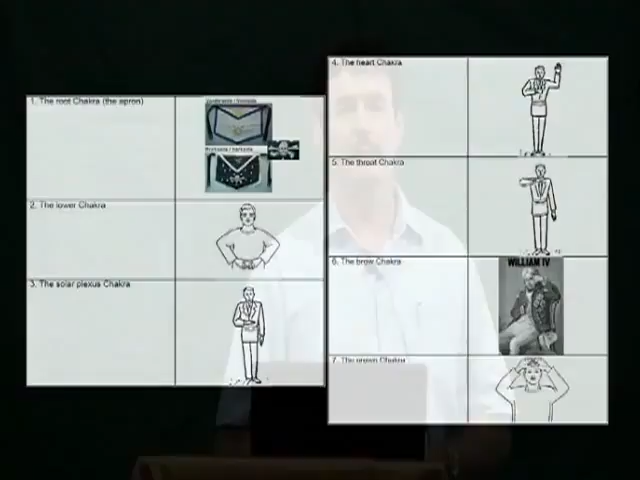 1. The root Chakra (the apron)
2. The lower Chakra
3. The solar plexus Chakra
4. The heart Chakra
5. The throat Chakra
6. The brow Chakra
WILLIAM IV
7. The crown Chakra